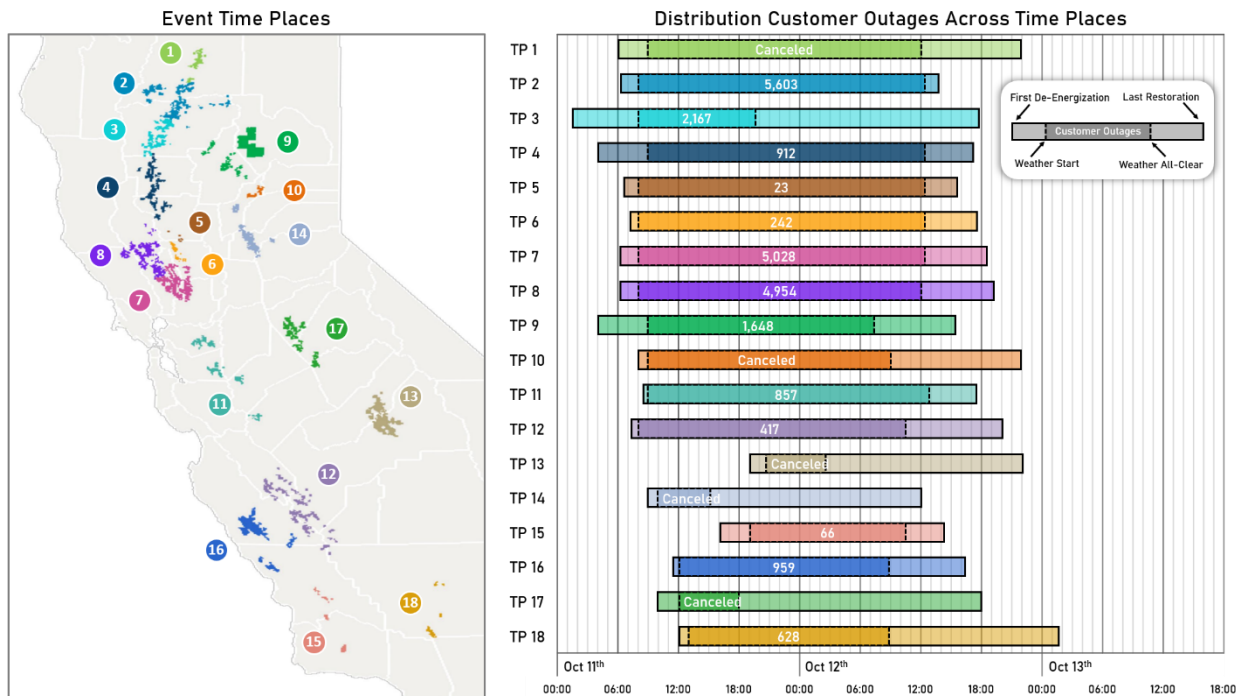 Event Time Places
1
2
3
9
4
10
5
14
8
6
7
17
11
13
12
16
18
15
Distribution Customer Outages Across Time Places
TP 1 Canceled
TP 2 5,603
TP 3 2,167
TP 4 912
TP 5 23
TP 6 242
TP 7 5,028
TP 8 4,954
TP 9 1,648
TP 10 Canceled
TP 11 857
TP 12 417
TP 13 Canceled
TP 14 Canceled
TP 15 66
TP 16 959
TP 17 Canceled
TP 18 628
First De-Energization Last Restoration
Customer Outages
Weather Start Weather All-Clear
Oct 11th Oct 12th Oct 13th
00:00 06:00 12:00 18:00 00:00 06:00 12:00 18:00 00:00 06:00 12:00 18:00